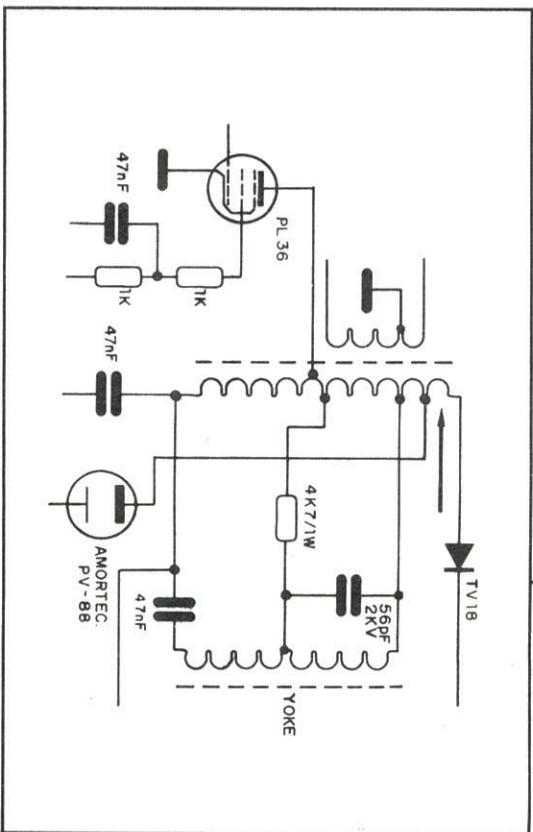 TV18
56pF
2KV
4K7/1W
PL 36
YOKE
1K
47nF
47nF
1K
47nF
AMORTEC.
PV-88